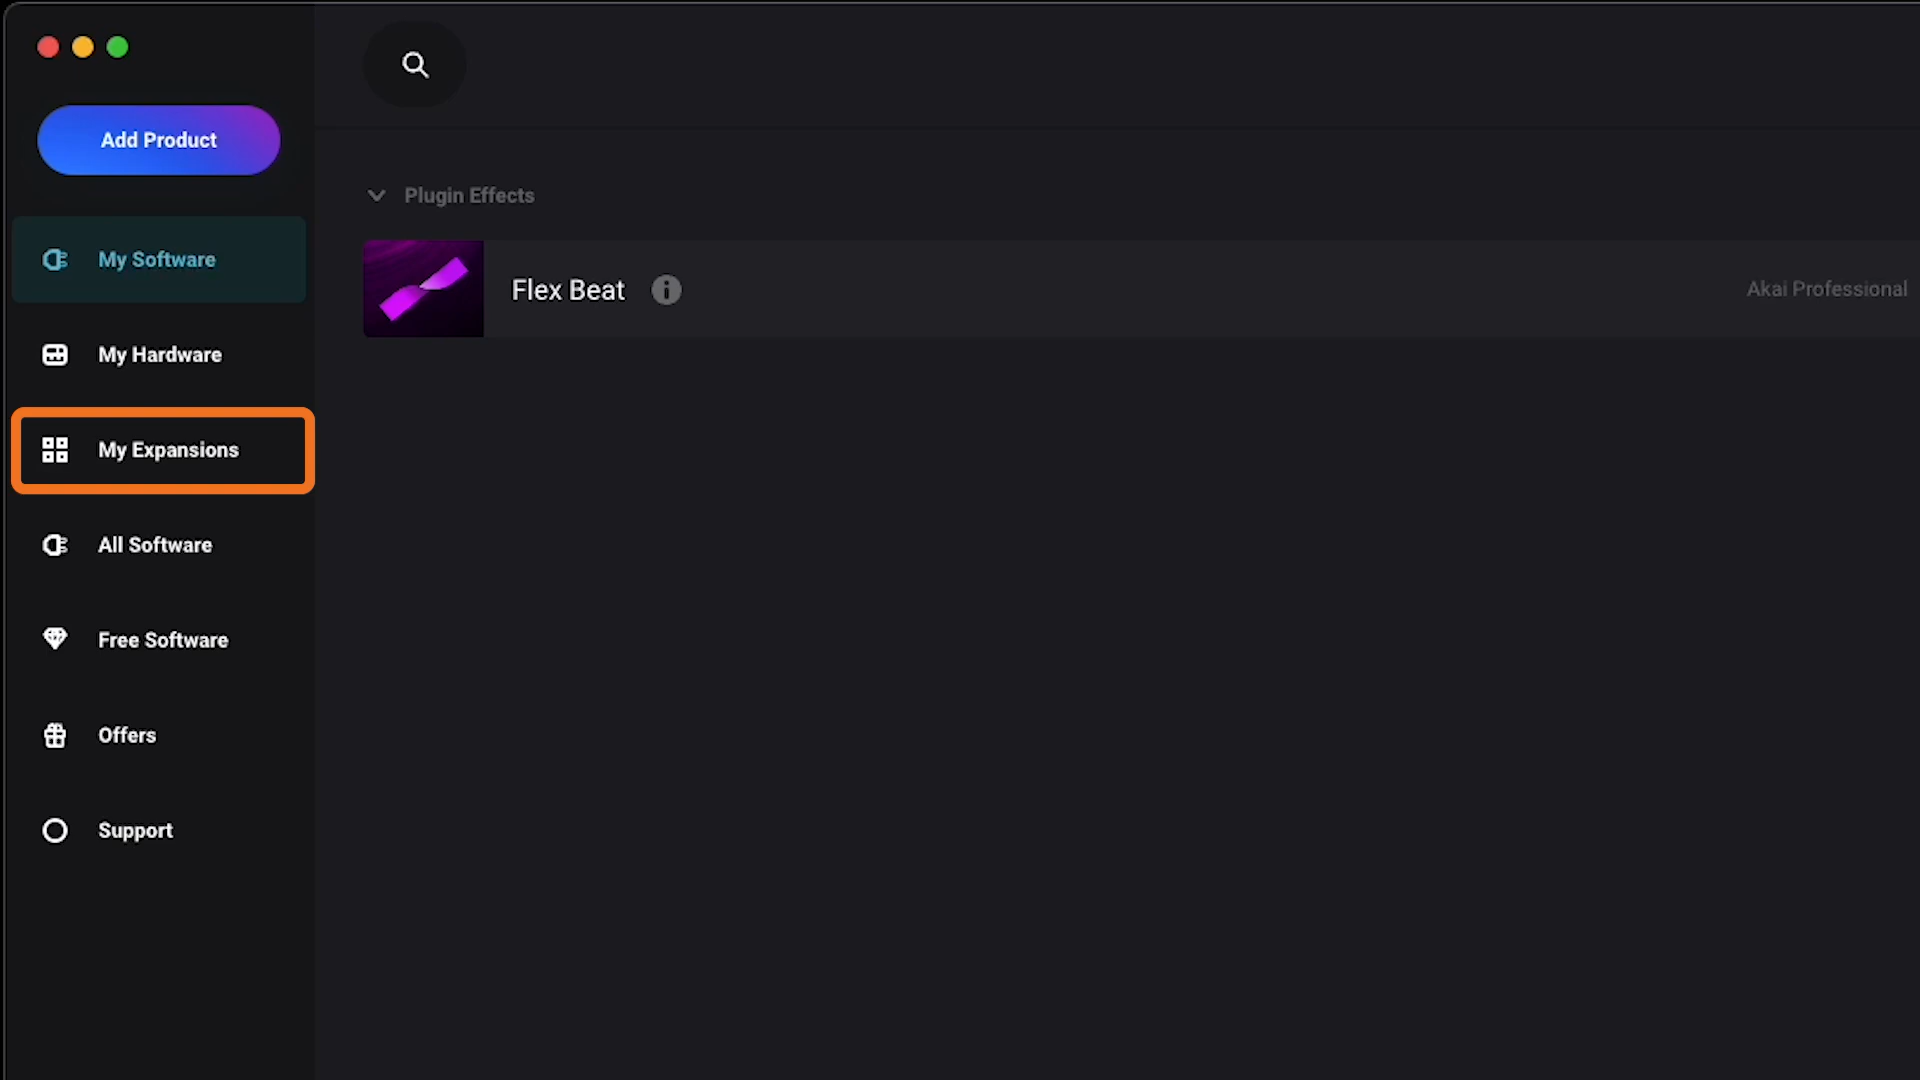 Add Product
My Software
My Hardware
My Expansions
All Software
Free Software
Offers
Support
Plugin Effects
Flex Beat
Akai Professional